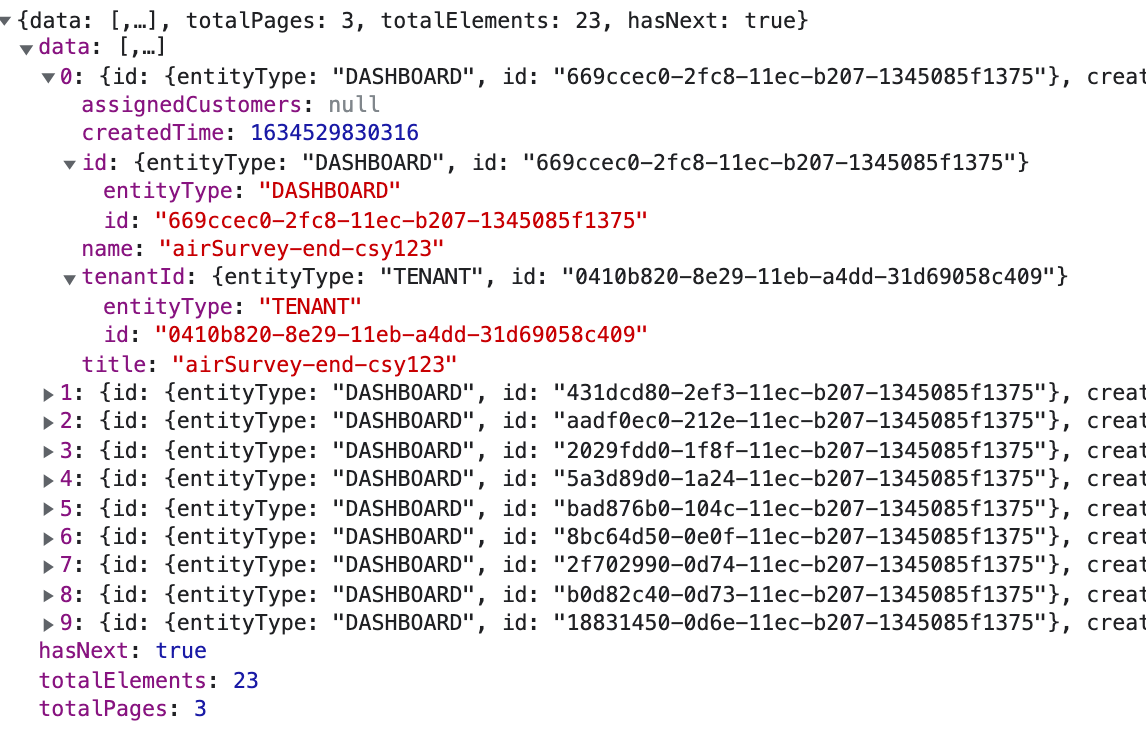 {data: [,…], totalPages: 3, totalElements: 23, hasNext: true}
data: [,…]
0: {id: {entityType: "DASHBOARD", id: "669ccec0-2fc8-11ec-b207-1345085f1375"}, creat
assignedCustomers: null
createdTime: 1634529830316
id: {entityType: "DASHBOARD", id: "669ccec0-2fc8-11ec-b207-1345085f1375"}
entityType: "DASHBOARD"
id: "669ccec0-2fc8-11ec-b207-1345085f1375"
name: "airSurvey-end-csy123"
tenantId: {entityType: "TENANT", id: "0410b820-8e29-11eb-a4dd-31d69058c409"}
entityType: "TENANT"
id: "0410b820-8e29-11eb-a4dd-31d69058c409"
title: "airSurvey-end-csy123"
1: {id: {entityType: "DASHBOARD", id: "431dcd80-2ef3-11ec-b207-1345085f1375"}, creat
2: {id: {entityType: "DASHBOARD", id: "aadf0ec0-212e-11ec-b207-1345085f1375"}, creat
3: {id: {entityType: "DASHBOARD", id: "2029fdd0-1f8f-11ec-b207-1345085f1375"}, creat
4: {id: {entityType: "DASHBOARD", id: "5a3d89d0-1a24-11ec-b207-1345085f1375"}, creat
5: {id: {entityType: "DASHBOARD", id: "bad876b0-104c-11ec-b207-1345085f1375"}, creat
6: {id: {entityType: "DASHBOARD", id: "8bc64d50-0e0f-11ec-b207-1345085f1375"}, creat
7: {id: {entityType: "DASHBOARD", id: "2f702990-0d74-11ec-b207-1345085f1375"}, creat
8: {id: {entityType: "DASHBOARD", id: "b0d82c40-0d73-11ec-b207-1345085f1375"}, creat
9: {id: {entityType: "DASHBOARD", id: "18831450-0d6e-11ec-b207-1345085f1375"}, creat
hasNext: true
totalElements: 23
totalPages: 3